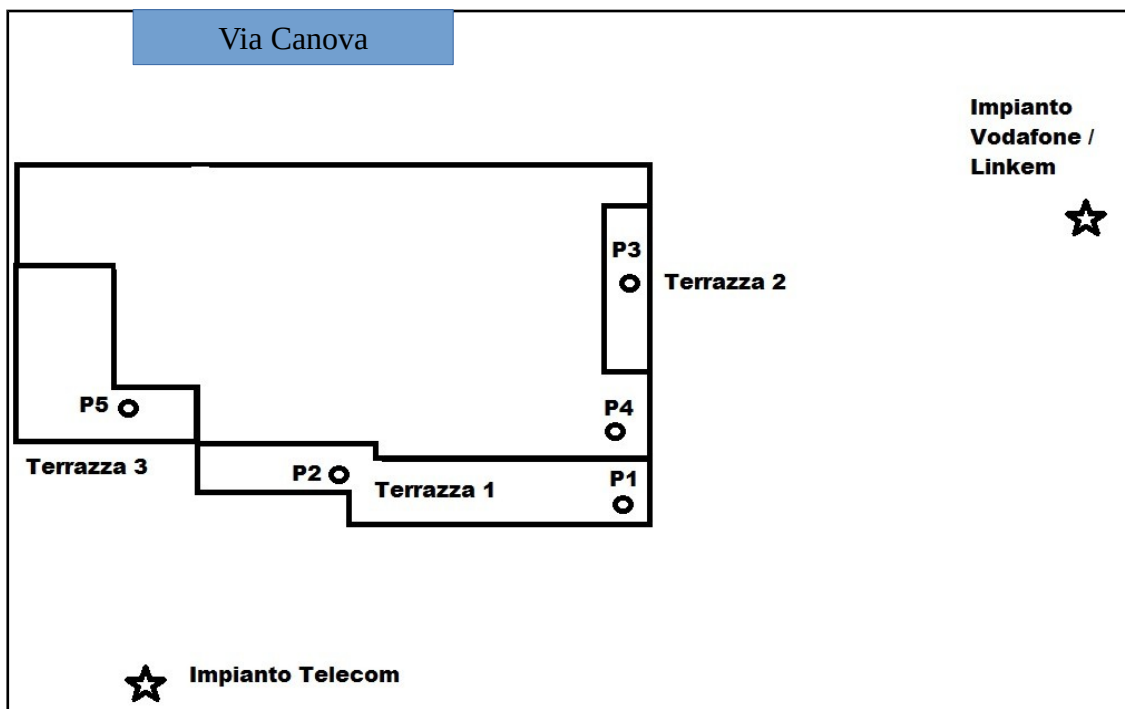 Via Canova
Impianto
Vodafone /
Linkem
P3
Terrazza 2
P5
P4
Terrazza 3
P2
Terrazza 1
P1
Impianto Telecom